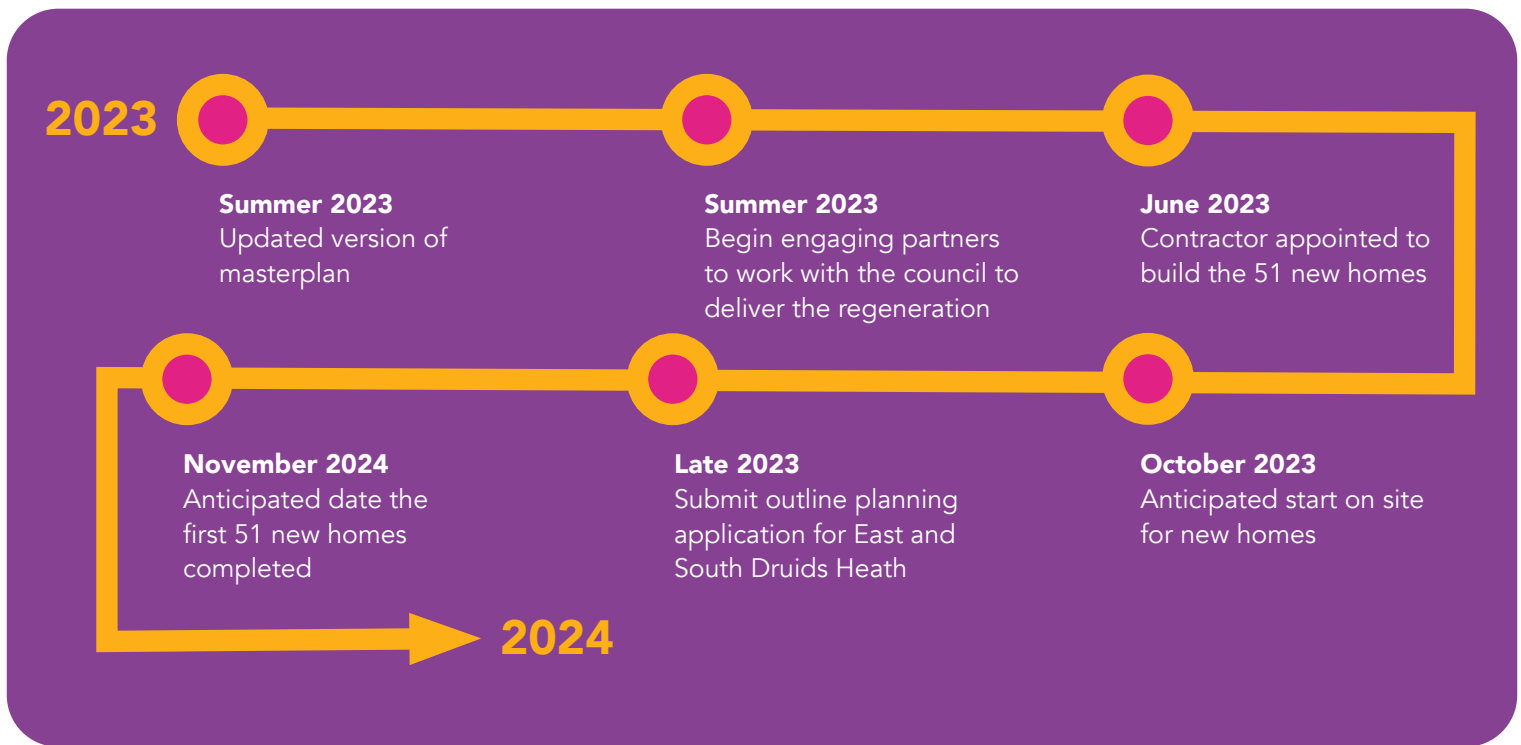 2023
Summer 2023
Updated version of
masterplan
Summer 2023
Begin engaging partners
to work with the council to
deliver the regeneration
June 2023
Contractor appointed to
build the 51 new homes
October 2023
Anticipated start on site
for new homes
Late 2023
Submit outline planning
application for East and
South Druids Heath
November 2024
Anticipated date the
first 51 new homes
completed
2024